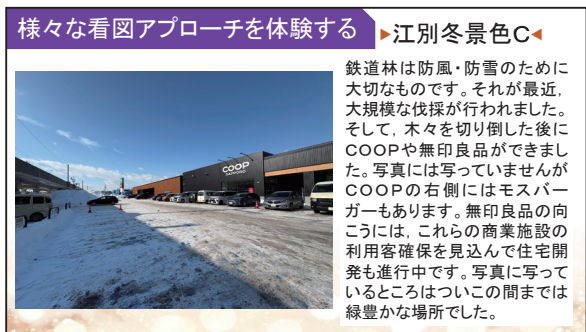 様々な看図アプローチを体験する
▶江別冬景色C◀
鉄道林は防風・防雪のために
大切なものです。それが最近,
大規模な伐採が行われました。
そして, 木々を切り倒した後に
COOPや無印良品ができまし
た。写真には写っていませんが
COOPの右側にはモスバー
ガーもあります。無印良品の向
こうには, これらの商業施設の
利用客確保を見込んで住宅開
発も進行中です。写真に写って
いるところはついこの間までは
緑豊かな場所でした。
COOP
SAPPORO